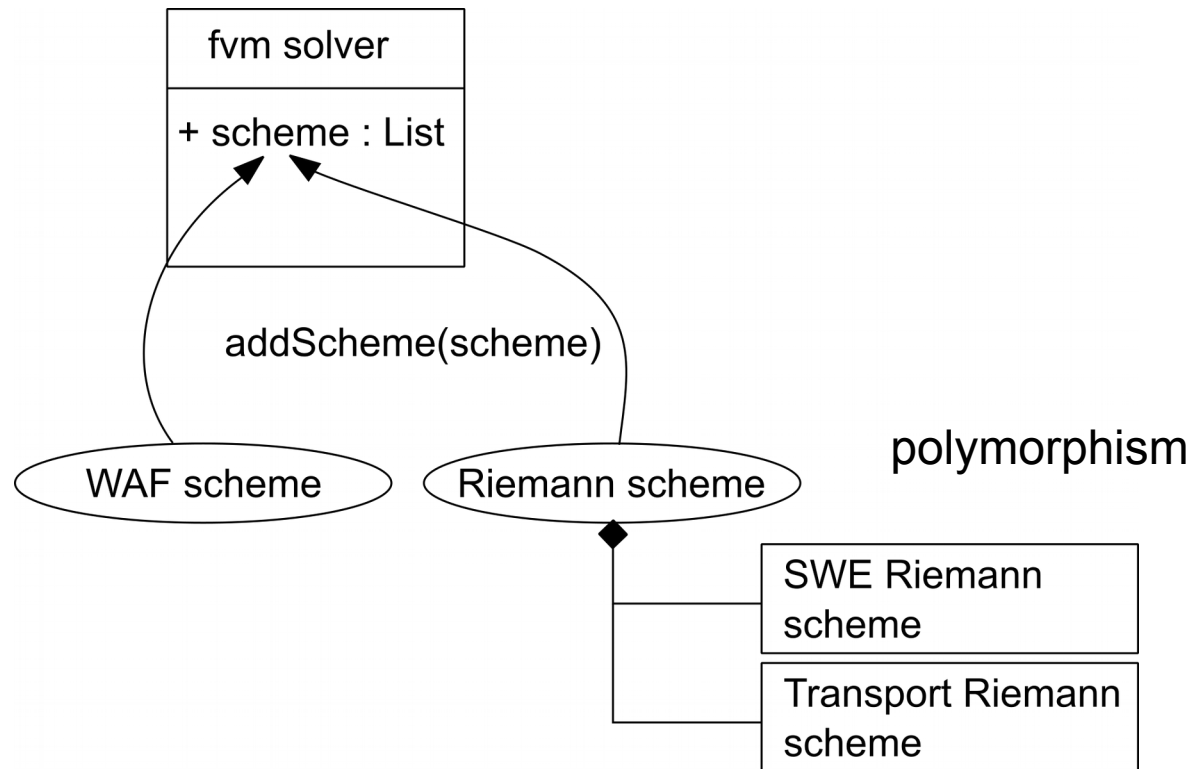 fvm solver
+ scheme : List
addScheme(scheme)
WAF scheme
Riemann scheme
polymorphism
SWE Riemann
scheme
Transport Riemann
scheme